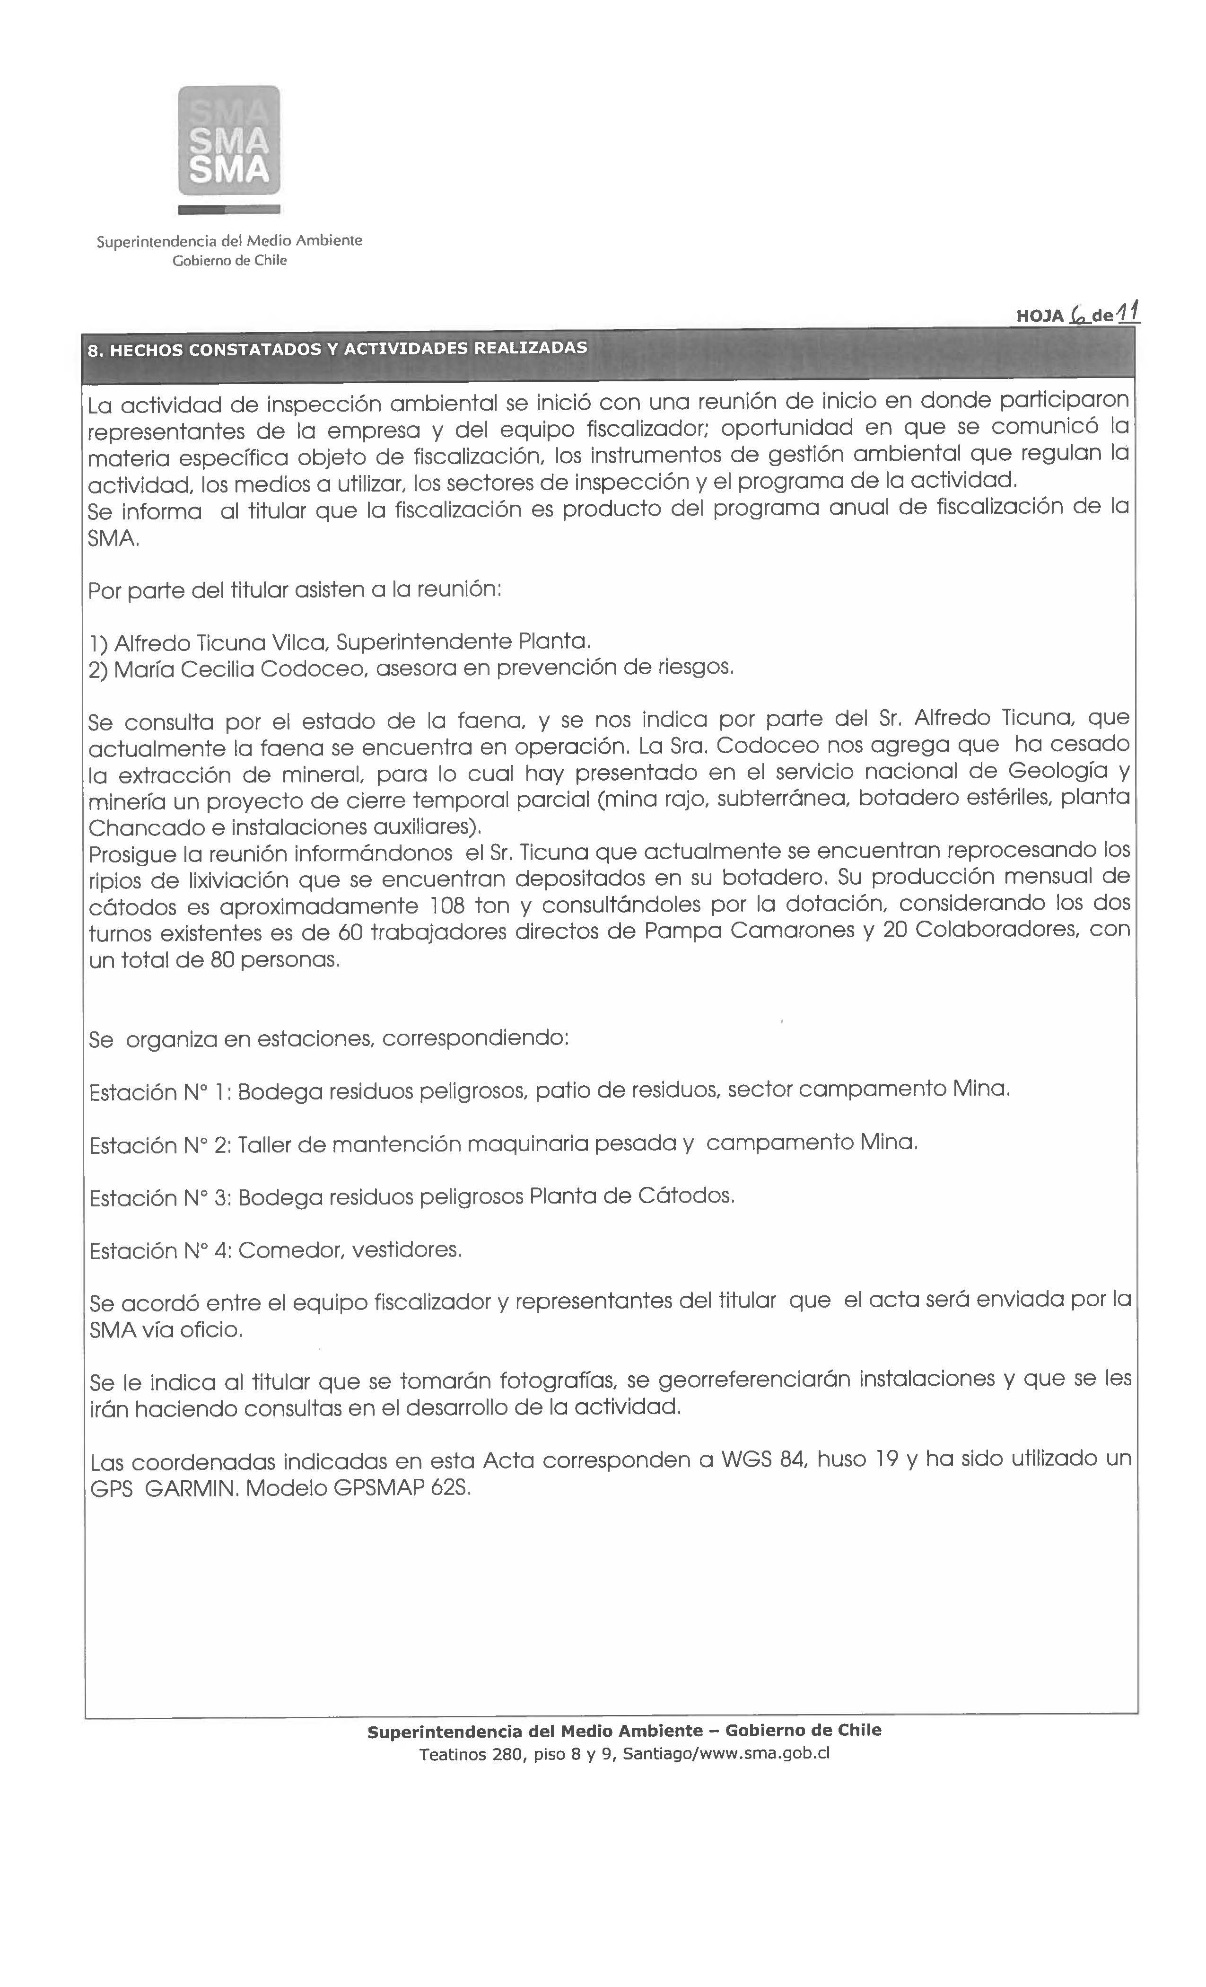 SMA
SMA
SMA
Superintendencia del Medio Ambiente
Gobierno de Chile
HOJA 6 de 11
8. HECHOS CONSTATADOS Y ACTIVIDADES REALIZADAS
La actividad de inspección ambiental se inició con una reunión de inicio en donde participaron
representantes de la empresa y del equipo fiscalizador; oportunidad en que se comunicó la
materia específica objeto de fiscalización, los instrumentos de gestión ambiental que regulan la
actividad, los medios a utilizar, los sectores de inspección y el programa de la actividad.
Se informa al titular que la fiscalización es producto del programa anual de fiscalización de la
SMA.
Por parte del titular asisten a la reunión:
1) Alfredo Ticuna Vilca, Superintendente Planta.
2) María Cecilia Codoceo, asesora en prevención de riesgos.
Se consulta por el estado de la faena, y se nos indica por parte del Sr. Alfredo Ticuna, que
actualmente la faena se encuentra en operación. La Sra. Codoceo nos agrega que ha cesado
la extracción de mineral, para lo cual hay presentado en el servicio nacional de Geología y
minería un proyecto de cierre temporal parcial (mina rajo, subterránea, botadero estériles, planta
Chancado e instalaciones auxiliares).
Prosigue la reunión informándonos el Sr. Ticuna que actualmente se encuentran reprocesando los
ripios de lixiviación que se encuentran depositados en su botadero. Su producción mensual de
cátodos es aproximadamente 108 ton y consultándoles por la dotación, considerando los dos
turnos existentes es de 60 trabajadores directos de Pampa Camarones y 20 Colaboradores, con
un total de 80 personas.
Se organiza en estaciones, correspondiendo:
Estación N° 1: Bodega residuos peligrosos, patio de residuos, sector campamento Mina.
Estación N° 2: Taller de mantención maquinaria pesada y campamento Mina.
Estación N° 3: Bodega residuos peligrosos Planta de Cátodos.
Estación N° 4: Comedor, vestidores.
Se acordó entre el equipo fiscalizador y representantes del titular que el acta será enviada por la
SMA vía oficio.
Se le indica al titular que se tomarán fotografías, se georreferenciarán instalaciones y que se les
irán haciendo consultas en el desarrollo de la actividad.
Las coordenadas indicadas en esta Acta corresponden a WGS 84, huso 19 y ha sido utilizado un
GPS GARMIN. Modelo GPSMAP 62S.
Superintendencia del Medio Ambiente – Gobierno de Chile
Teatinos 280, piso 8 y 9, Santiago/www.sma.gob.cl